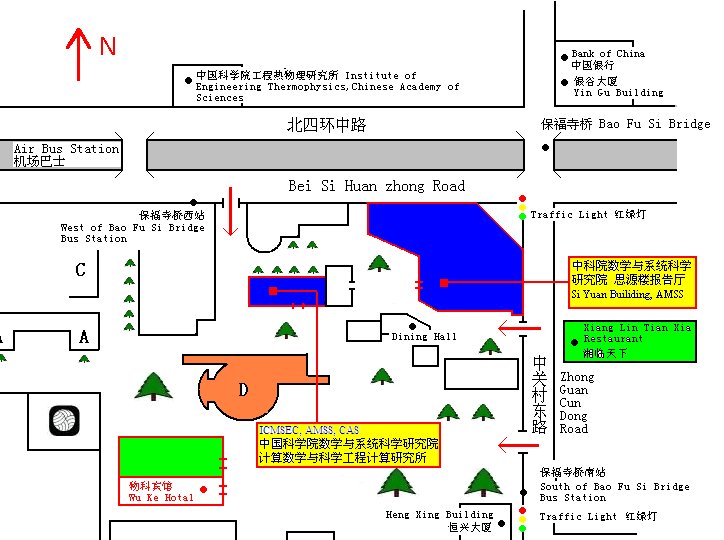 N
中国科学院工程热物理研究所 Institute of
Engineering Thermophysics,Chinese Academy of
Sciences
Bank of China
中国银行
银谷大厦
Yin Gu Building
北四环中路
保福寺桥 Bao Fu Si Bridge
Air Bus Station
机场巴士
Bei Si Huan zhong Road
保福寺桥西站
West of Bao Fu Si Bridge
Bus Station
Traffic Light 红绿灯
C
中科院数学与系统科学
研究院 思源楼报告厅
Si Yuan Builiding, AMSS
A
A
Dining Hall
Xiang Lin Tian Xia
Restaurant
湘临天下
中关村东路
Zhong
Guan
Cun
Dong
Road
D
ICMSEC, AMSS, CAS
中国科学院数学与系统科学研究院
计算数学与科学工程计算研究所
物科宾馆
Wu Ke Hotal
保福寺桥南站
South of Bao Fu Si Bridge
Bus Station
Heng Xing Building
恒兴大厦
Traffic Light 红绿灯